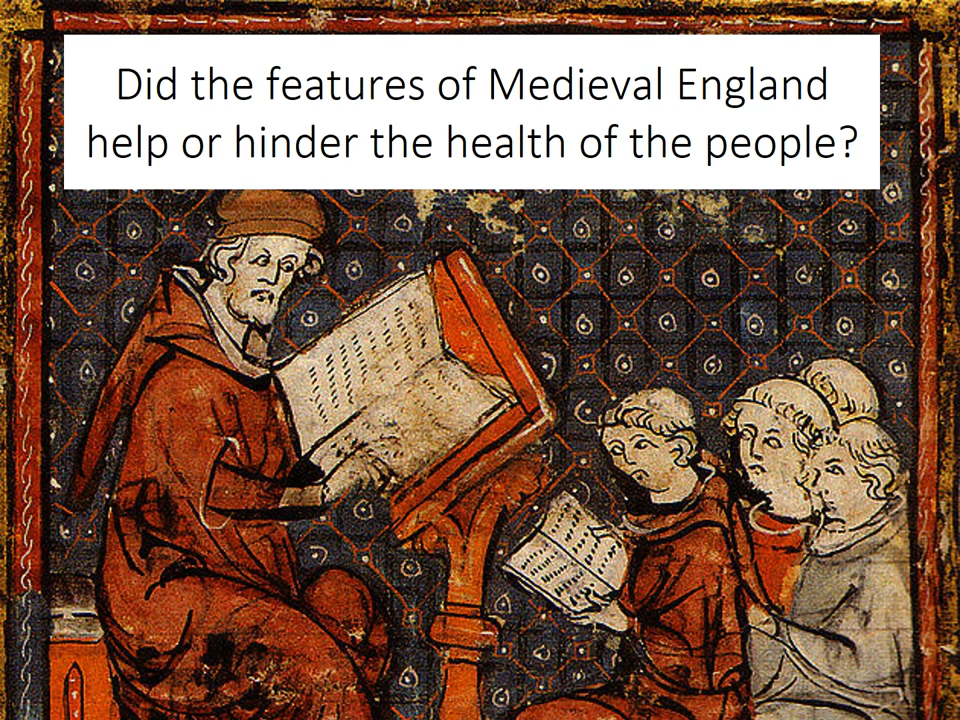 Did the features of Medieval England
help or hinder the health of the people?